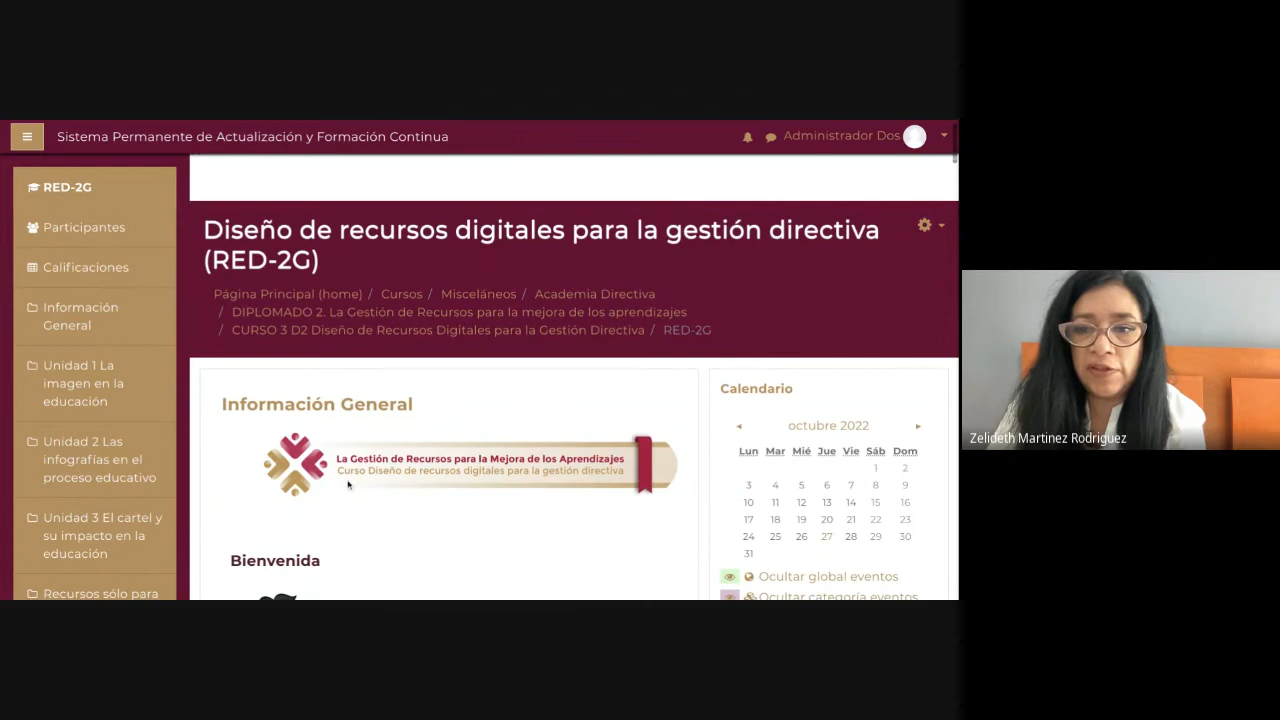 Sistema Permanente de Actualización y Formación Continua
Administrador Dos
RED-2G
Participantes
Calificaciones
Información
General
Unidad 1 La
imagen en la
educación
Unidad 2 Las
infografías en el
proceso educativo
Unidad 3 El cartel y
su impacto en la
educación
Recursos sólo para
Diseño de recursos digitales para la gestión directiva
(RED-2G)
Página Principal (home) / Cursos / Misceláneos / Academia Directiva
/ DIPLOMADO 2. La Gestión de Recursos para la mejora de los aprendizajes
/ CURSO 3 D2 Diseño de Recursos Digitales para la Gestión Directiva / RED-2G
Información General
La Gestión de Recursos para la Mejora de los Aprendizajes
Curso Diseño de recursos digitales para la gestión directiva
Bienvenida
Calendario
◄ octubre 2022 ►
Lun Mar Mié Jue Vie Sáb Dom
1 2
3 4 5 6 7 8 9
10 11 12 13 14 15 16
17 18 19 20 21 22 23
24 25 26 27 28 29 30
31
Ocultar global eventos
Ocultar categoría eventos
Zelideth Martinez Rodriguez